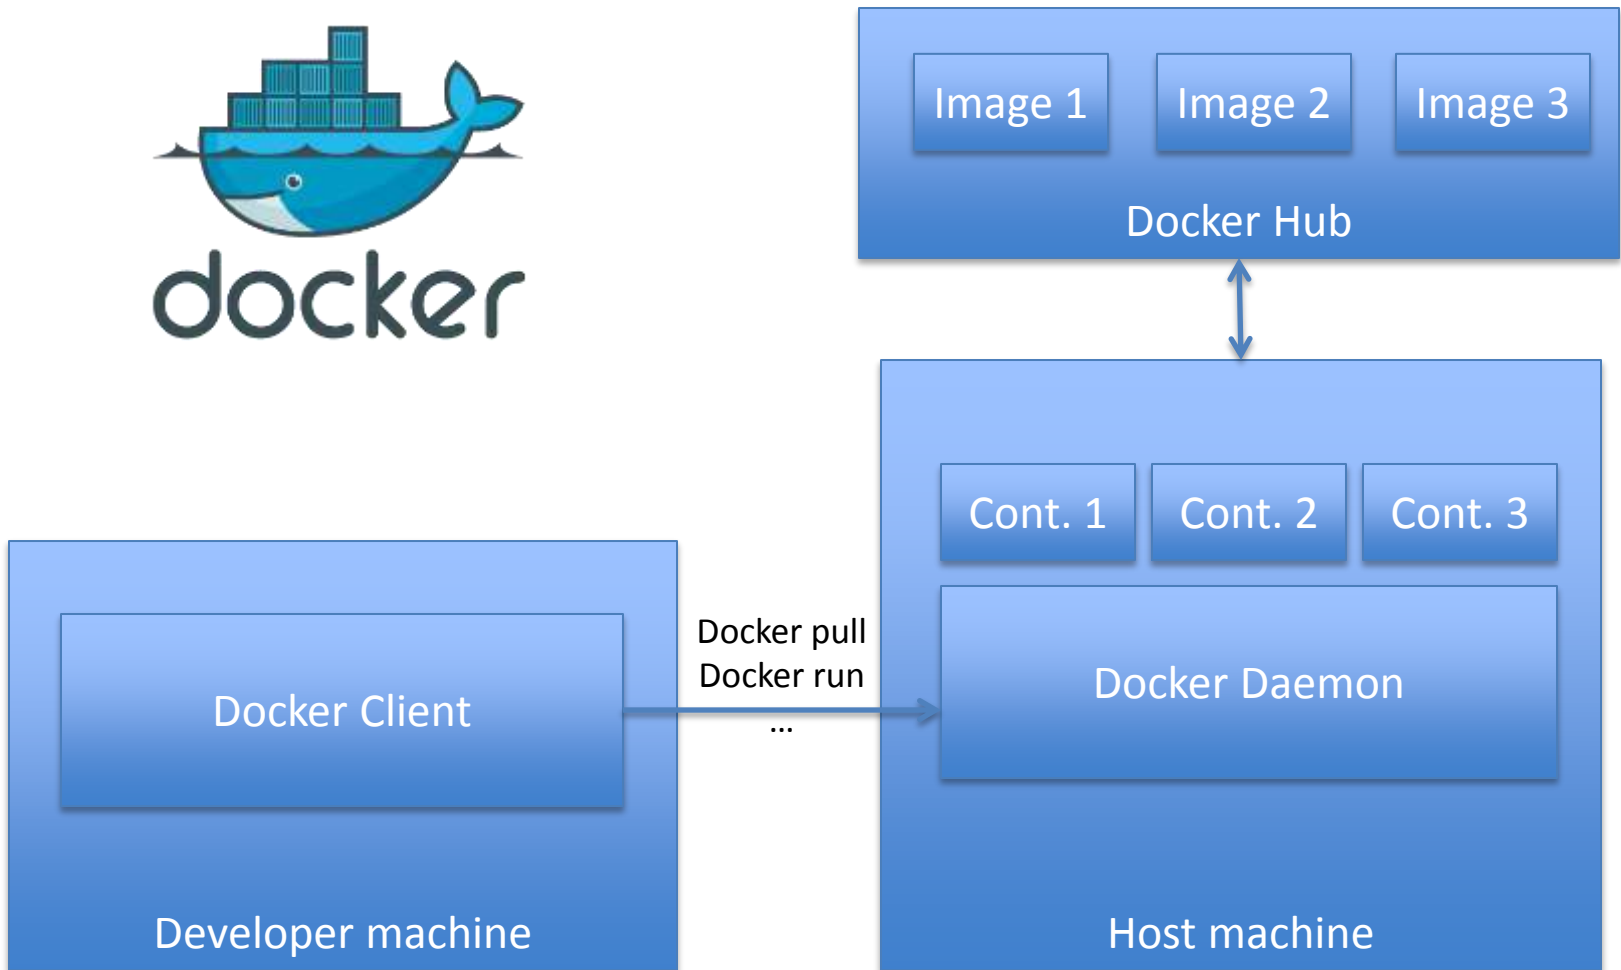 docker
Image 1
Image 2
Image 3
Docker Hub
Cont. 1
Cont. 2
Cont. 3
Docker Client
Docker pull
Docker run
...
Docker Daemon
Developer machine
Host machine